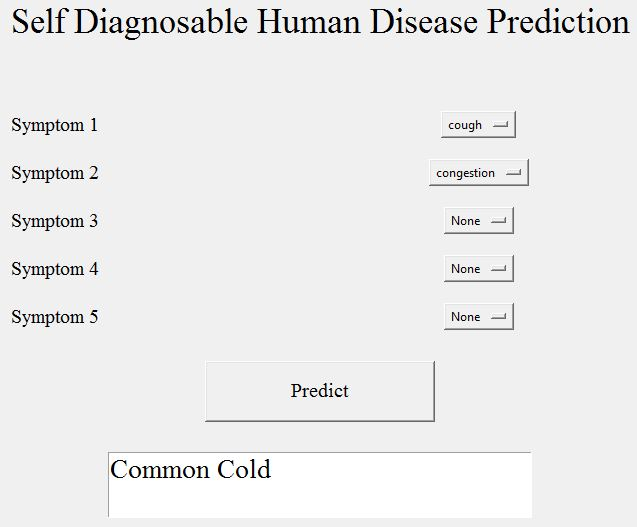 Self Diagnosable Human Disease Prediction
Symptom 1 cough
Symptom 2 congestion
Symptom 3 None
Symptom 4 None
Symptom 5 None
Predict
Common Cold